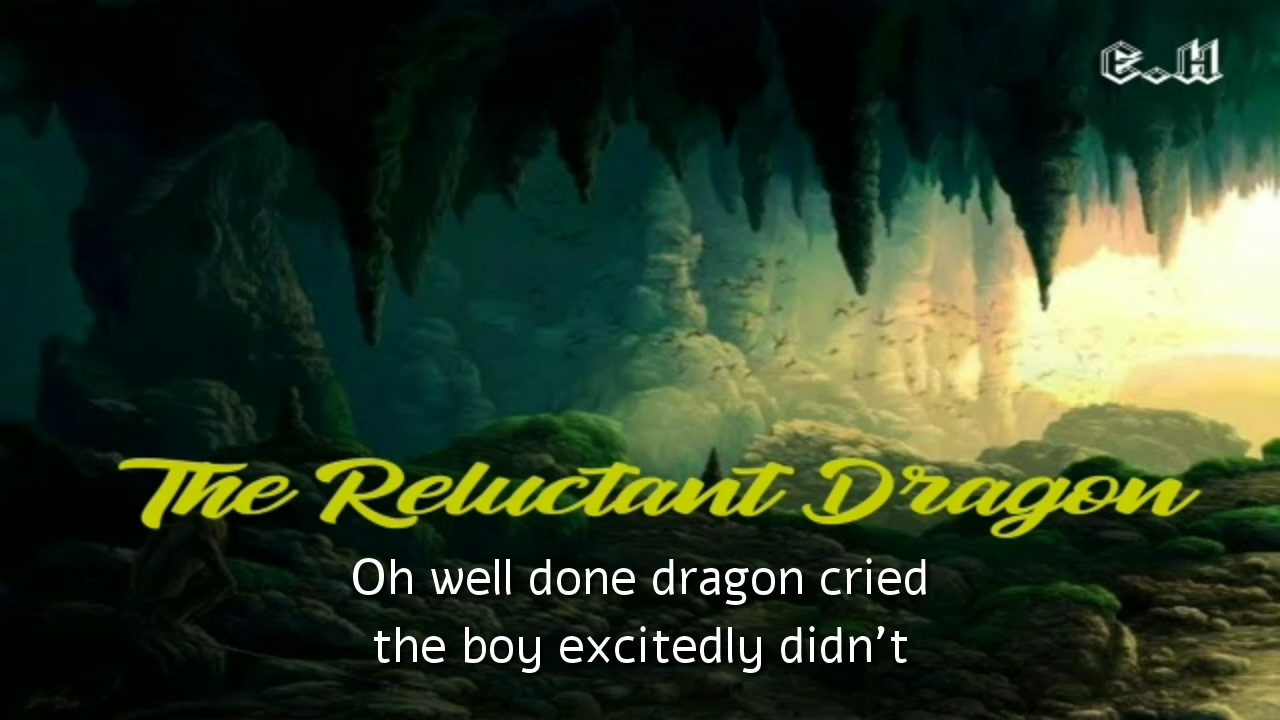 E.H
The Reluctant Dragon
Oh well done dragon cried
the boy excitedly didn’t